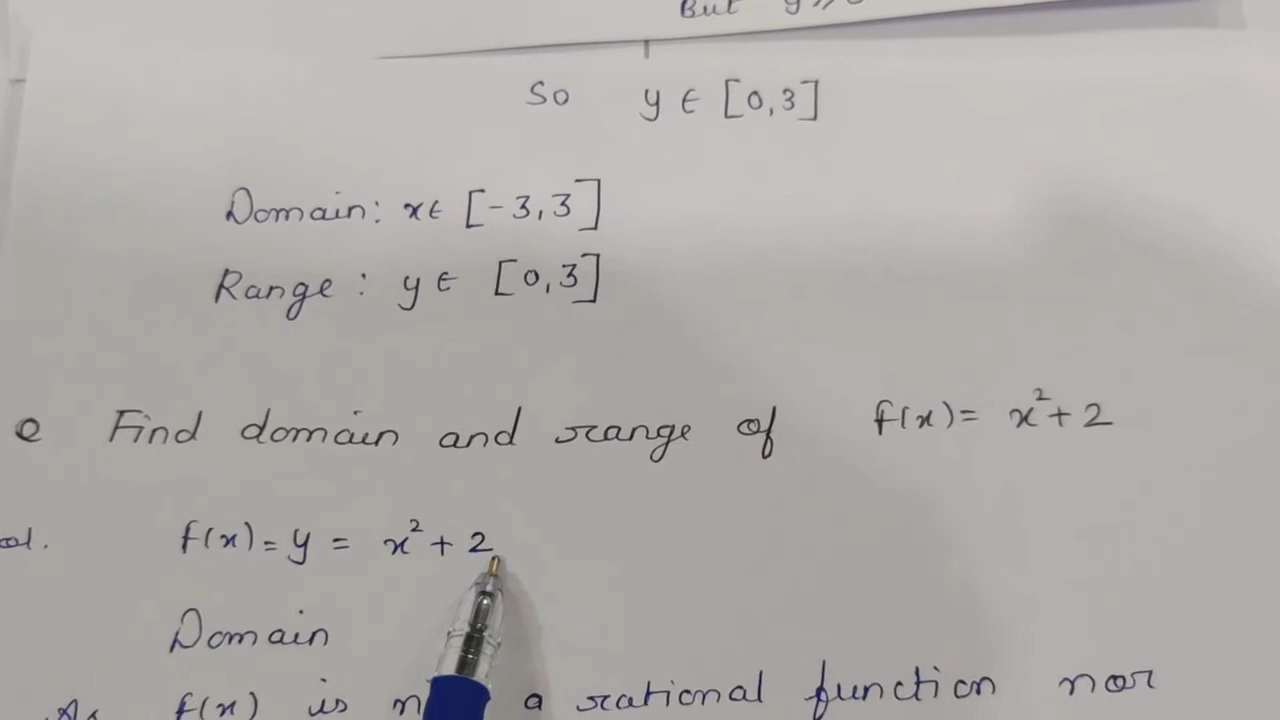 But y
So y ∈ [0,3]
Domain: x ∈ [-3,3]
Range: y ∈ [0,3]
Find domain and range of f(x) = x² + 2
f(x) = y = x² + 2
Domain
f(x) is a rational function nor